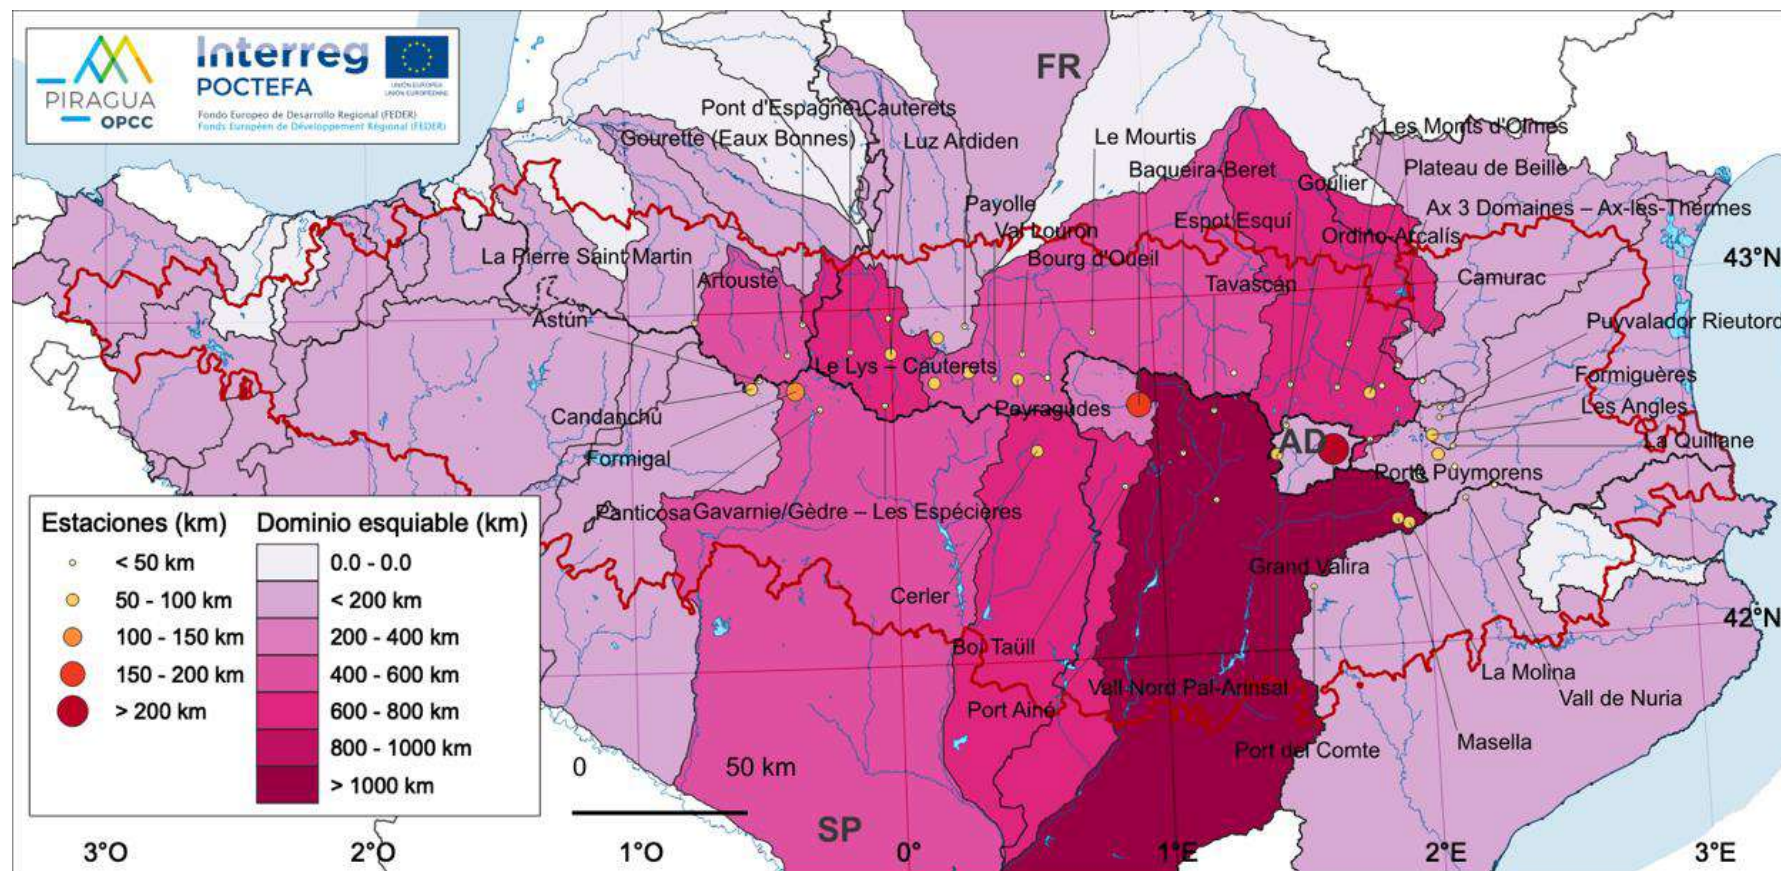 Interreg
POCTEFA
UNIÓN EUROPEA
UNION EUROPÉENNE
PIRAGUA
OPCC
Fondo Europeo de Desarrollo Regional (FEDER)
Fonds Européen de Développement Régional (FEDER)
FR
Pont d'Espagne-Cauterets
Gourette (Eaux Bonnes)
Luz Ardiden
Le Mourtis
Les Monts d'Olmes
Baqueira-Beret
Plateau de Beille
Goulier
Payolle
Ax 3 Domaines – Ax-les-Thermes
Val Louron
Espot Esquí
Ordino-Arcalís
La Pierre Saint Martin
Bourg d'Oueil
43°N
Artouste
Tavascán
Camurac
Astún
Puyvalador Rieutord
Le Lys – Cauterets
Formiguères
Candanchú
Peyragudes
Les Angles
AD
La Quillane
Formigal
Porté Puymorens
Panticosa
Gavarnie/Gèdre – Les Espécières
Grand Valira
Cerler
42°N
Boí Taüll
La Molina
Vall Nord Pal-Arinsal
Vall de Nuria
Port Ainé
Masella
Port del Comte
Estaciones (km)
< 50 km
50 - 100 km
100 - 150 km
150 - 200 km
> 200 km
Dominio esquiable (km)
0.0 - 0.0
< 200 km
200 - 400 km
400 - 600 km
600 - 800 km
800 - 1000 km
> 1000 km
0
50 km
SP
3°O
2°O
1°O
0°
1°E
2°E
3°E